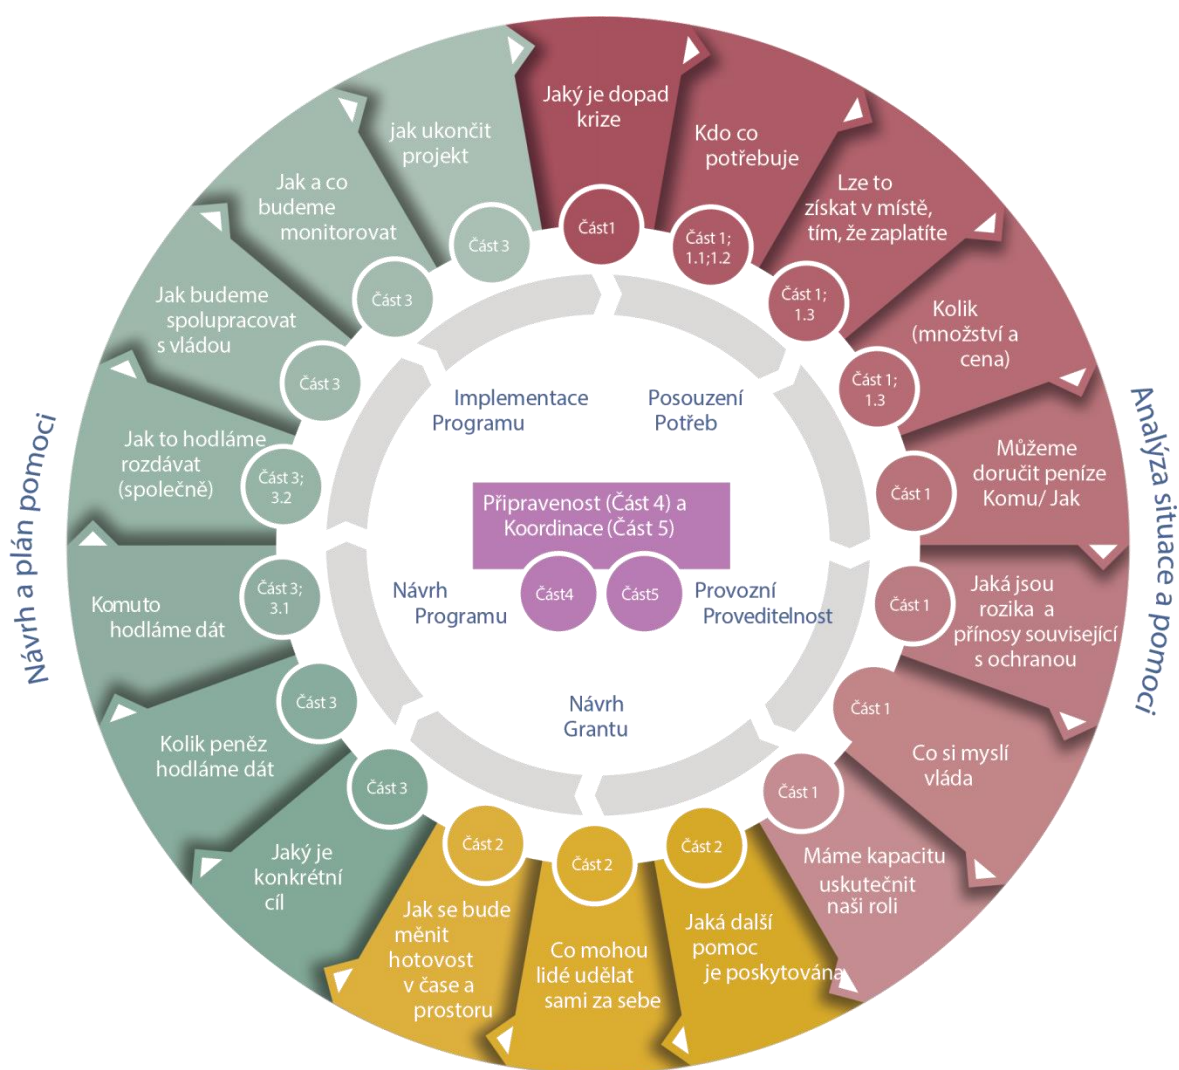 Jaký je dopad
krize
Část1
Kdo co
potřebuje
Část 1;
1.1;1.2
Lze to
získat v místě,
tím, že zaplatíte
Část 1;
1.3
Kolik
(množství a
cena)
Část 1;
1.3
Můžeme
doručit peníze
Komu/ Jak
Část 1
Jaká jsou
rozika a
přínosy související
s ochranou
Část 1
Co si myslí
vláda
Část 1
Máme kapacitu
uskutečnit
naši roli
Část 1
Jaká další
pomoc
je poskytována
Část 2
Co mohou
lidé udělat
sami za sebe
Část 2
Jak se bude
měnit
hotovost
v čase a
prostoru
Část 2
Jaký je
konkrétní
cíl
Část 3
Kolik peněz
hodláme dát
Část 3
Komuto
hodláme dát
Část 3;
3.1
Jak to hodláme
rozdávat
(společně)
Část 3;
3.2
Jak budeme
spolupracovat
s vládou
Část 3
Jak a co
budeme
monitorovat
Část 3
jak ukončit
projekt
Část 3
Analýza situace a pomoci
Návrh a plán pomoci
Implementace
Programu
Posouzení
Potřeb
Připravenost (Část 4) a
Koordinace (Část 5)
Část4
Část5
Návrh
Programu
Provozní
Proveditelnost
Návrh
Grantu